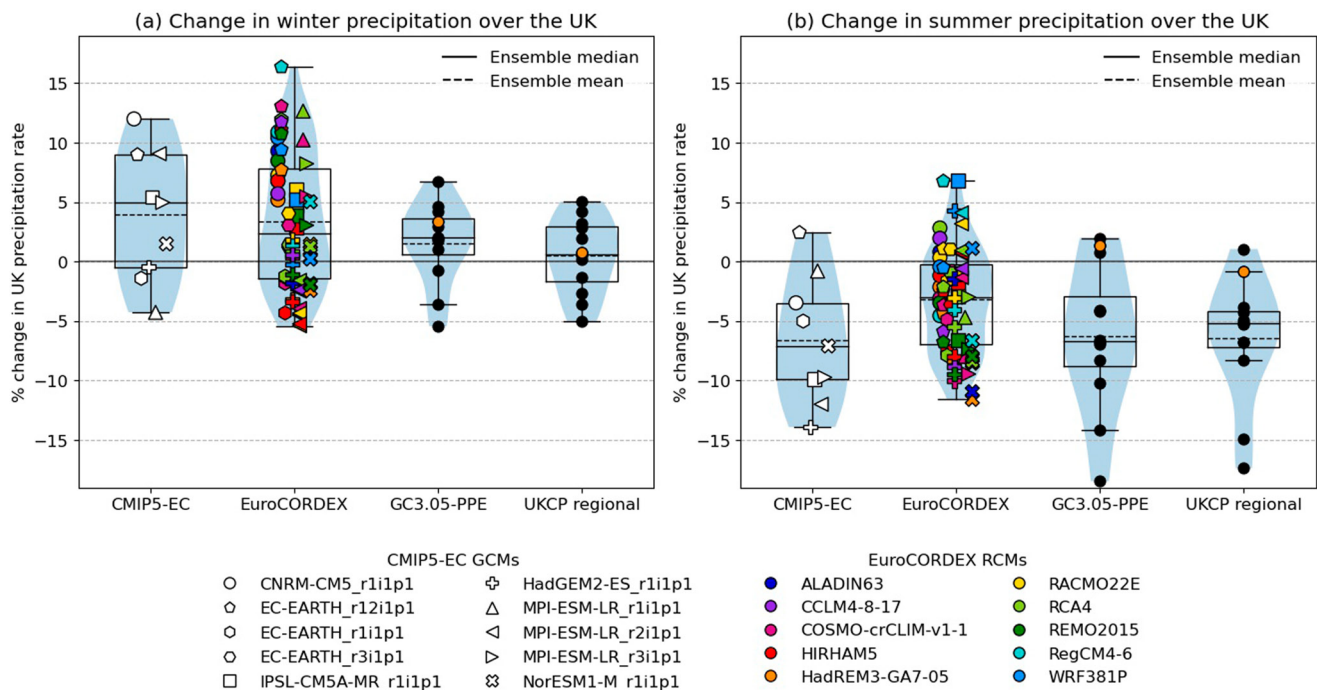 (a) Change in winter precipitation over the UK
(b) Change in summer precipitation over the UK
% change in UK precipitation rate
15
10
5
0
−5
−10
−15
Ensemble median
Ensemble mean
CMIP5-EC
EuroCORDEX
GC3.05-PPE
UKCP regional
% change in UK precipitation rate
15
10
5
0
−5
−10
−15
Ensemble median
Ensemble mean
CMIP5-EC
EuroCORDEX
GC3.05-PPE
UKCP regional
CMIP5-EC GCMs
CNRM-CM5_r1i1p1
EC-EARTH_r12i1p1
EC-EARTH_r1i1p1
EC-EARTH_r3i1p1
IPSL-CM5A-MR_r1i1p1
HadGEM2-ES_r1i1p1
MPI-ESM-LR_r1i1p1
MPI-ESM-LR_r2i1p1
MPI-ESM-LR_r3i1p1
NorESM1-M_r1i1p1
EuroCORDEX RCMs
ALADIN63
CCLM4-8-17
COSMO-crCLIM-v1-1
HIRHAM5
HadREM3-GA7-05
RACMO22E
RCA4
REMO2015
RegCM4-6
WRF381P